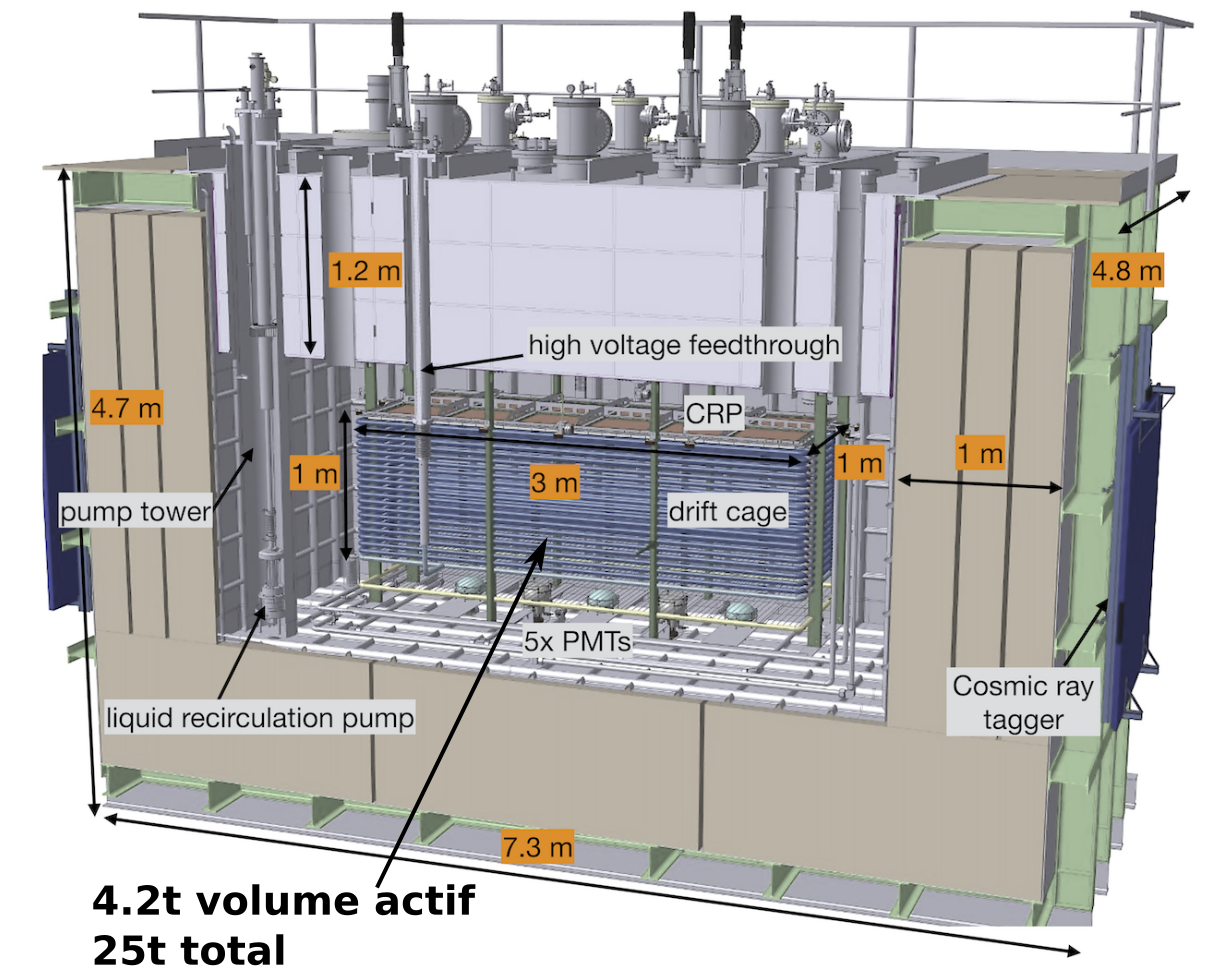 1.2 m
4.8 m
high voltage feedthrough
4.7 m
CRP
1 m
3 m
1 m
1 m
pump tower
drift cage
5x PMTs
Cosmic ray
tagger
liquid recirculation pump
7.3 m
4.2t volume actif
25t total